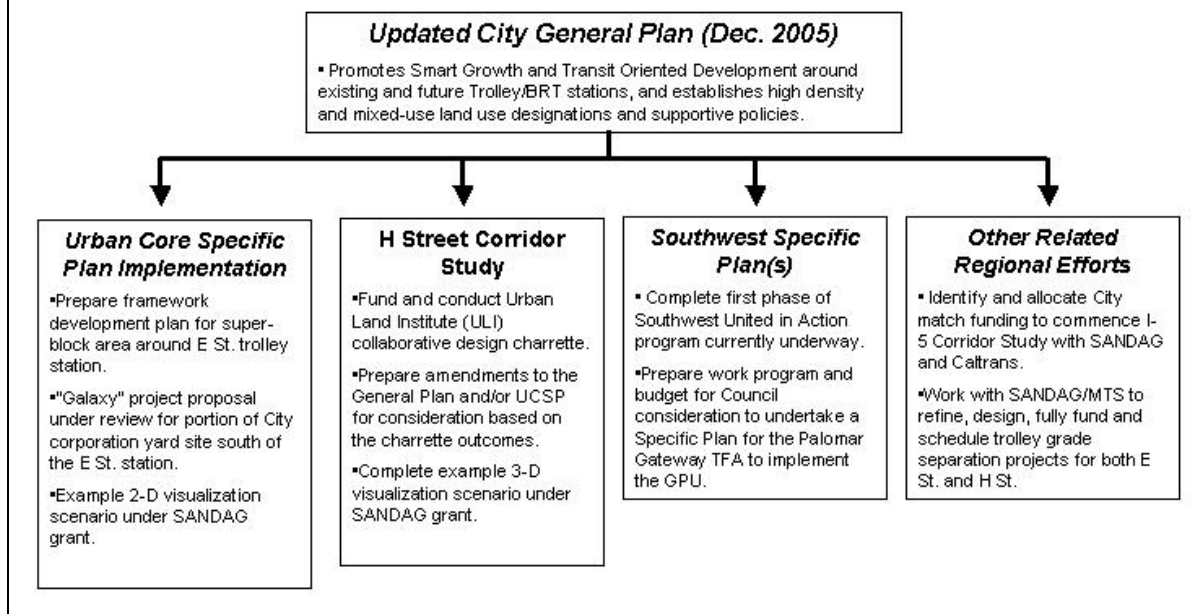 Updated City General Plan (Dec. 2005)
▪ Promotes Smart Growth and Transit Oriented Development around
existing and future Trolley/BRT stations, and establishes high density
and mixed-use land use designations and supportive policies.
Urban Core Specific
Plan Implementation
▪Prepare framework
development plan for super-
block area around E St. trolley
station.
▪"Galaxy" project proposal
under review for portion of City
corporation yard site south of
the E St. station.
▪Example 2-D visualization
scenario under SANDAG
grant.
H Street Corridor
Study
▪Fund and conduct Urban
Land Institute (ULI)
collaborative design charrette.
▪Prepare amendments to the
General Plan and/or UCSP
for consideration based on
the charrette outcomes.
▪Complete example 3-D
visualization scenario under
SANDAG grant.
Southwest Specific
Plan(s)
▪ Complete first phase of
Southwest United in Action
program currently underway.
▪Prepare work program and
budget for Council
consideration to undertake a
Specific Plan for the Palomar
Gateway TFA to implement
the GPU.
Other Related
Regional Efforts
▪ Identify and allocate City
match funding to commence I-
5 Corridor Study with SANDAG
and Caltrans.
▪Work with SANDAG/MTS to
refine, design, fully fund and
schedule trolley grade
separation projects for both E
St. and H St.